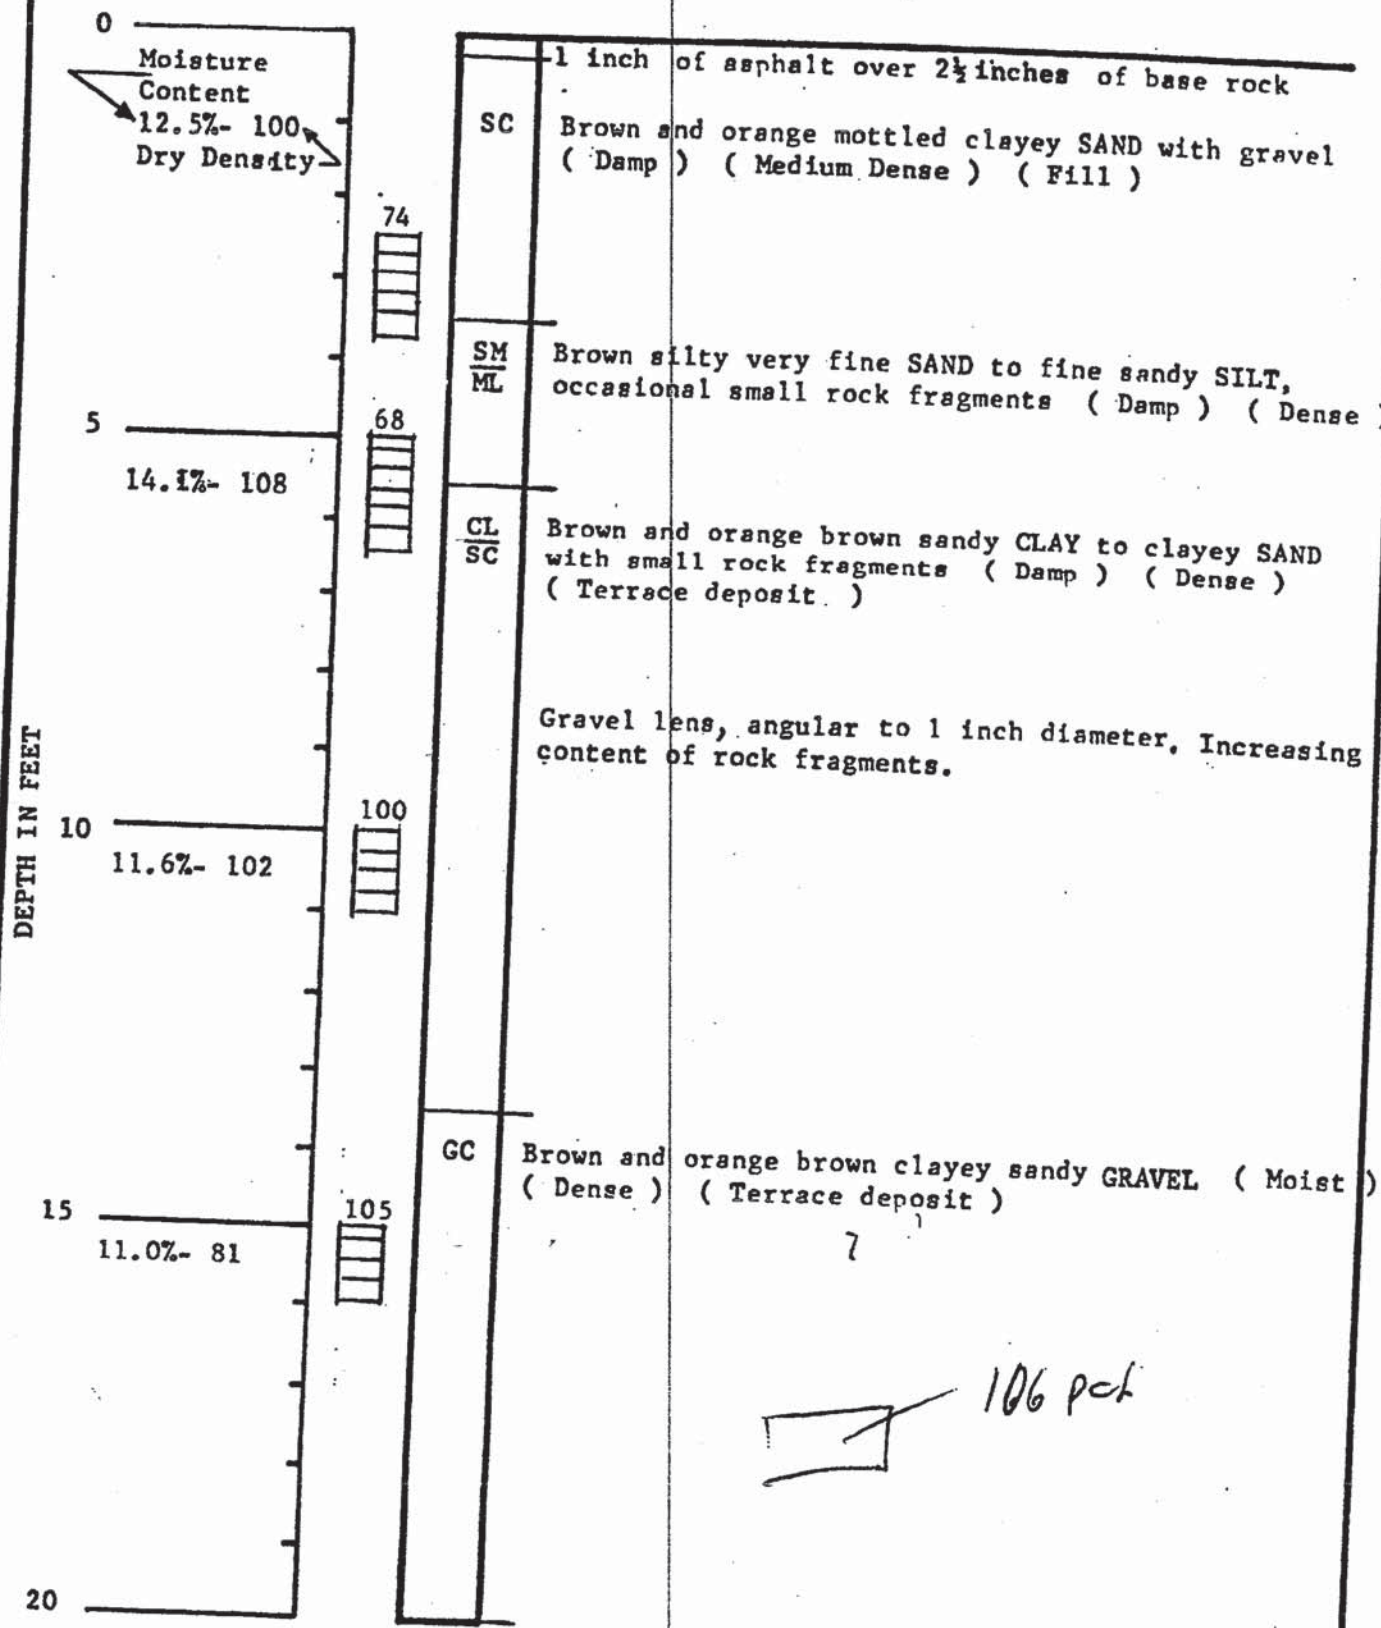 0
Moisture
Content
12.5%- 100
Dry Density
1 inch of asphalt over 2½ inches of base rock
SC
Brown and orange mottled clayey SAND with gravel
( Damp ) ( Medium Dense ) ( Fill )
74
SM
ML
Brown silty very fine SAND to fine sandy SILT,
occasional small rock fragments ( Damp ) ( Dense )
5
68
14.1%- 108
CL
SC
Brown and orange brown sandy CLAY to clayey SAND
with small rock fragments ( Damp ) ( Dense )
( Terrace deposit. )
DEPTH IN FEET
Gravel lens, angular to 1 inch diameter. Increasing
content of rock fragments.
10
100
11.6%- 102
GC
Brown and orange brown clayey sandy GRAVEL ( Moist )
( Dense ) ( Terrace deposit )
15
105
11.0%- 81
106 pcf
20